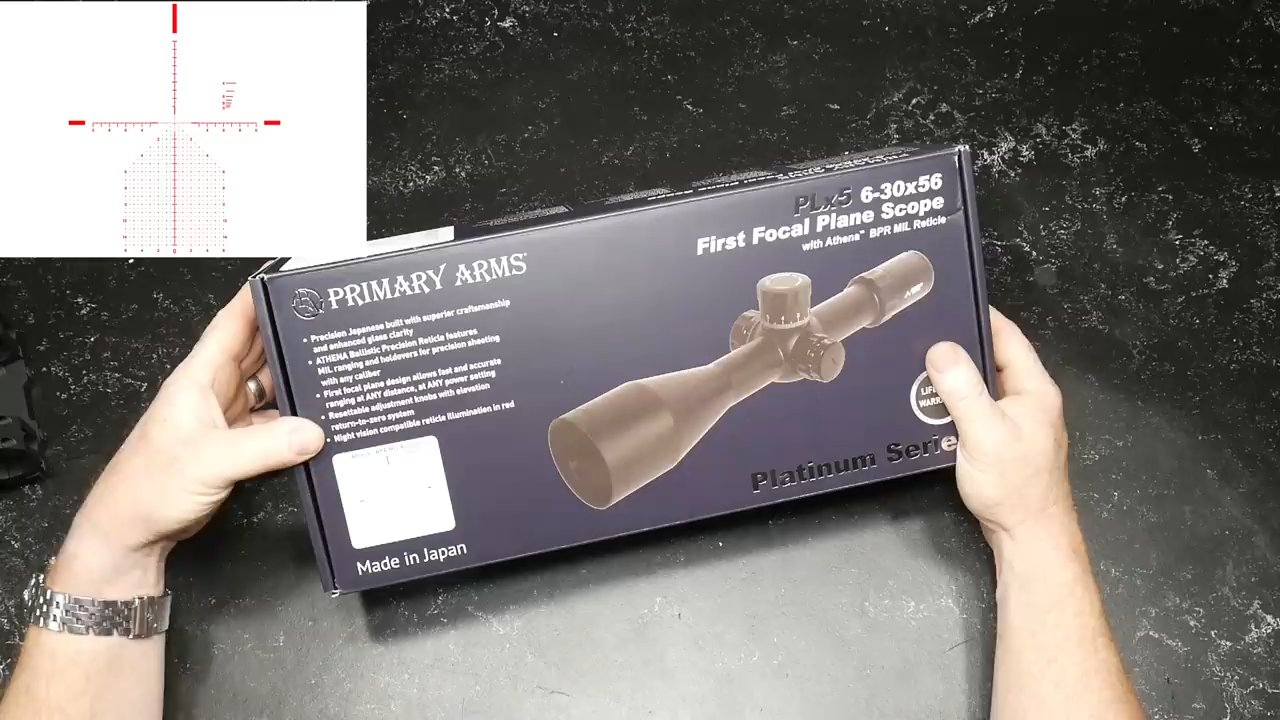 PLx5 6-30x56
First Focal Plane Scope
with Athena™ BPR MIL Reticle
PRIMARY ARMS
• Precision Japanese built with superior craftsmanship
and enhanced glass clarity
• ATHENA Ballistic Precision Reticle features
MIL ranging and holdovers for precision shooting
with any caliber
• First focal plane design allows fast and accurate
ranging at ANY distance, at ANY power setting
• Resettable adjustment knobs with elevation
return-to-zero system
• Night vision compatible reticle illumination in red
Platinum Serie
Made in Japan